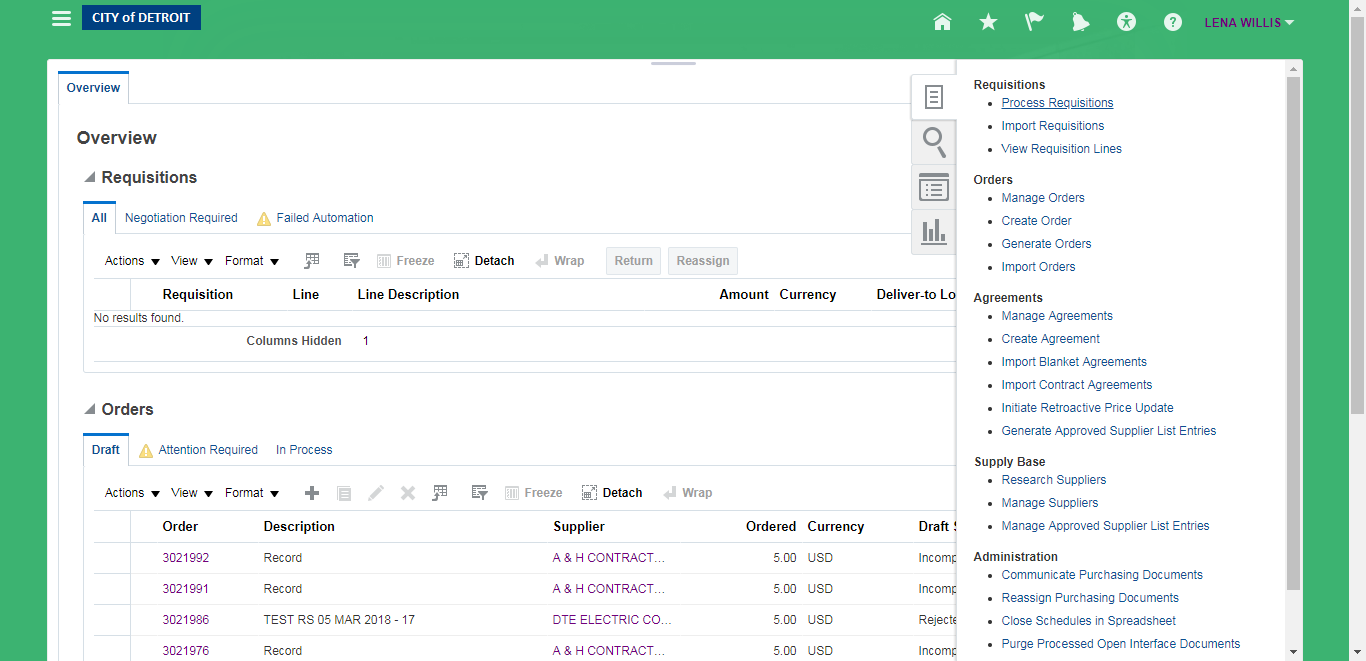 CITY of DETROIT
LENA WILLIS
Overview
Overview
Requisitions
All Negotiation Required Failed Automation
Actions View Format Freeze Detach Wrap Return Reassign
Requisition Line Line Description Amount Currency Deliver-to Lo
No results found.
Columns Hidden 1
Orders
Draft Attention Required In Process
Actions View Format Freeze Detach Wrap
Order Description Supplier Ordered Currency Draft S
3021992 Record A & H CONTRACT... 5.00 USD Incomp
3021991 Record A & H CONTRACT... 5.00 USD Incomp
3021986 TEST RS 05 MAR 2018 - 17 DTE ELECTRIC CO... 5.00 USD Rejecte
3021976 Record A & H CONTRACT... 5.00 USD Incomp
Requisitions
Process Requisitions
Import Requisitions
View Requisition Lines
Orders
Manage Orders
Create Order
Generate Orders
Import Orders
Agreements
Manage Agreements
Create Agreement
Import Blanket Agreements
Import Contract Agreements
Initiate Retroactive Price Update
Generate Approved Supplier List Entries
Supply Base
Research Suppliers
Manage Suppliers
Manage Approved Supplier List Entries
Administration
Communicate Purchasing Documents
Reassign Purchasing Documents
Close Schedules in Spreadsheet
Purge Processed Open Interface Documents